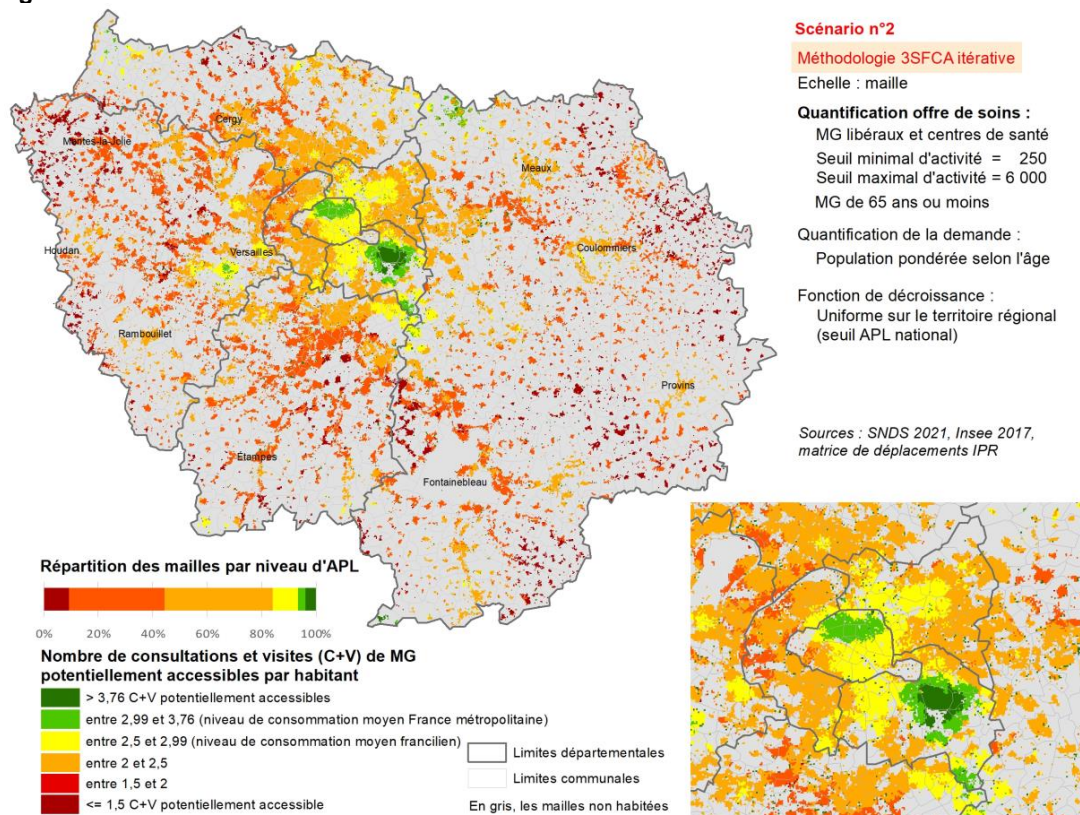 Scénario n°2
Méthodologie 3SFCA itérative
Echelle : maille
Quantification offre de soins :
MG libéraux et centres de santé
Seuil minimal d'activité = 250
Seuil maximal d'activité = 6 000
MG de 65 ans ou moins
Quantification de la demande :
Population pondérée selon l'âge
Fonction de décroissance :
Uniforme sur le territoire régional
(seuil APL national)
Sources : SNDS 2021, Insee 2017,
matrice de déplacements IPR
Cergy
Mantes-la-Jolie
Meaux
Houdan
Versailles
Coulommiers
Rambouillet
Provins
Étampes
Fontainebleau
Répartition des mailles par niveau d'APL
0% 20% 40% 60% 80% 100%
Nombre de consultations et visites (C+V) de MG
potentiellement accessibles par habitant
> 3,76 C+V potentiellement accessibles
entre 2,99 et 3,76 (niveau de consommation moyen France métropolitaine)
entre 2,5 et 2,99 (niveau de consommation moyen francilien)
entre 2 et 2,5
entre 1,5 et 2
<= 1,5 C+V potentiellement accessible
Limites départementales
Limites communales
En gris, les mailles non habitées